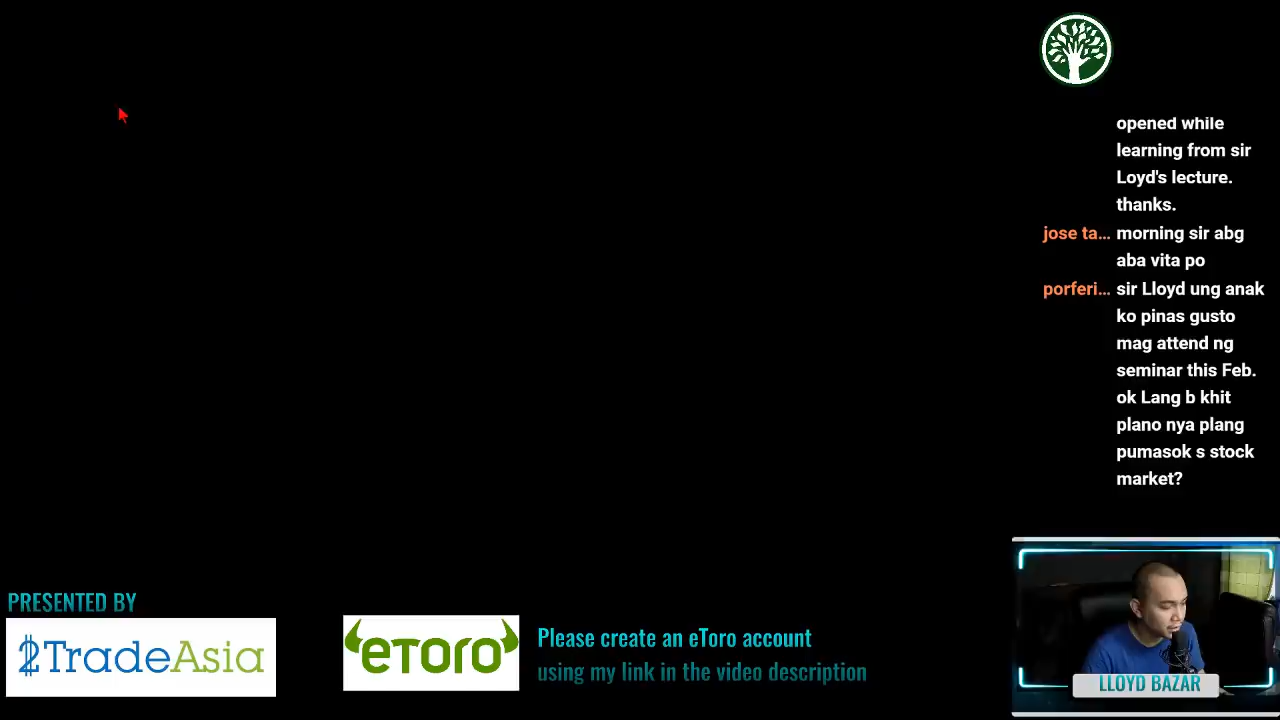 opened while
learning from sir
Loyd's lecture.
thanks.
jose ta... morning sir abg
aba vita po
porferi... sir Lloyd ung anak
ko pinas gusto
mag attend ng
seminar this Feb.
ok Lang b khit
plano nya plang
pumasok s stock
market?
PRESENTED BY
2TradeAsia
eToro
Please create an eToro account
using my link in the video description
LLOYD BAZAR